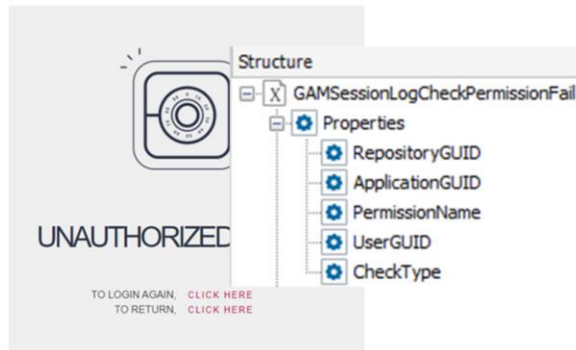 UNAUTHORIZED
TO LOGIN AGAIN, CLICK HERE
TO RETURN, CLICK HERE
Structure
GAMSessionLogCheckPermissionFail
Properties
RepositoryGUID
ApplicationGUID
PermissionName
UserGUID
CheckType